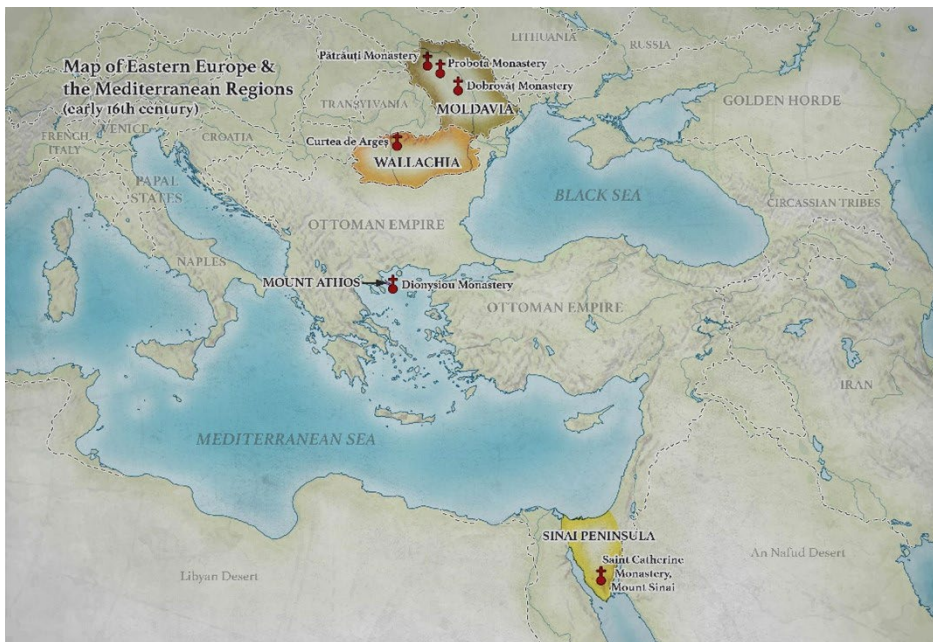 Map of Eastern Europe &
the Mediterranean Regions
(early 16th century)
LITHUANIA
RUSSIA
Pătrăuți Monastery
Probota Monastery
Dobrovăț Monastery
TRANSYLVANIA
MOLDAVIA
GOLDEN HORDE
FRENCH
ITALY
VENICE
CROATIA
Curtea de Argeș
WALLACHIA
PAPAL
STATES
BLACK SEA
CIRCASSIAN TRIBES
OTTOMAN EMPIRE
NAPLES
MOUNT ATHOS
Dionysiou Monastery
OTTOMAN EMPIRE
IRAN
MEDITERRANEAN SEA
SINAI PENINSULA
An Nafud Desert
Saint Catherine
Monastery,
Mount Sinai
Libyan Desert